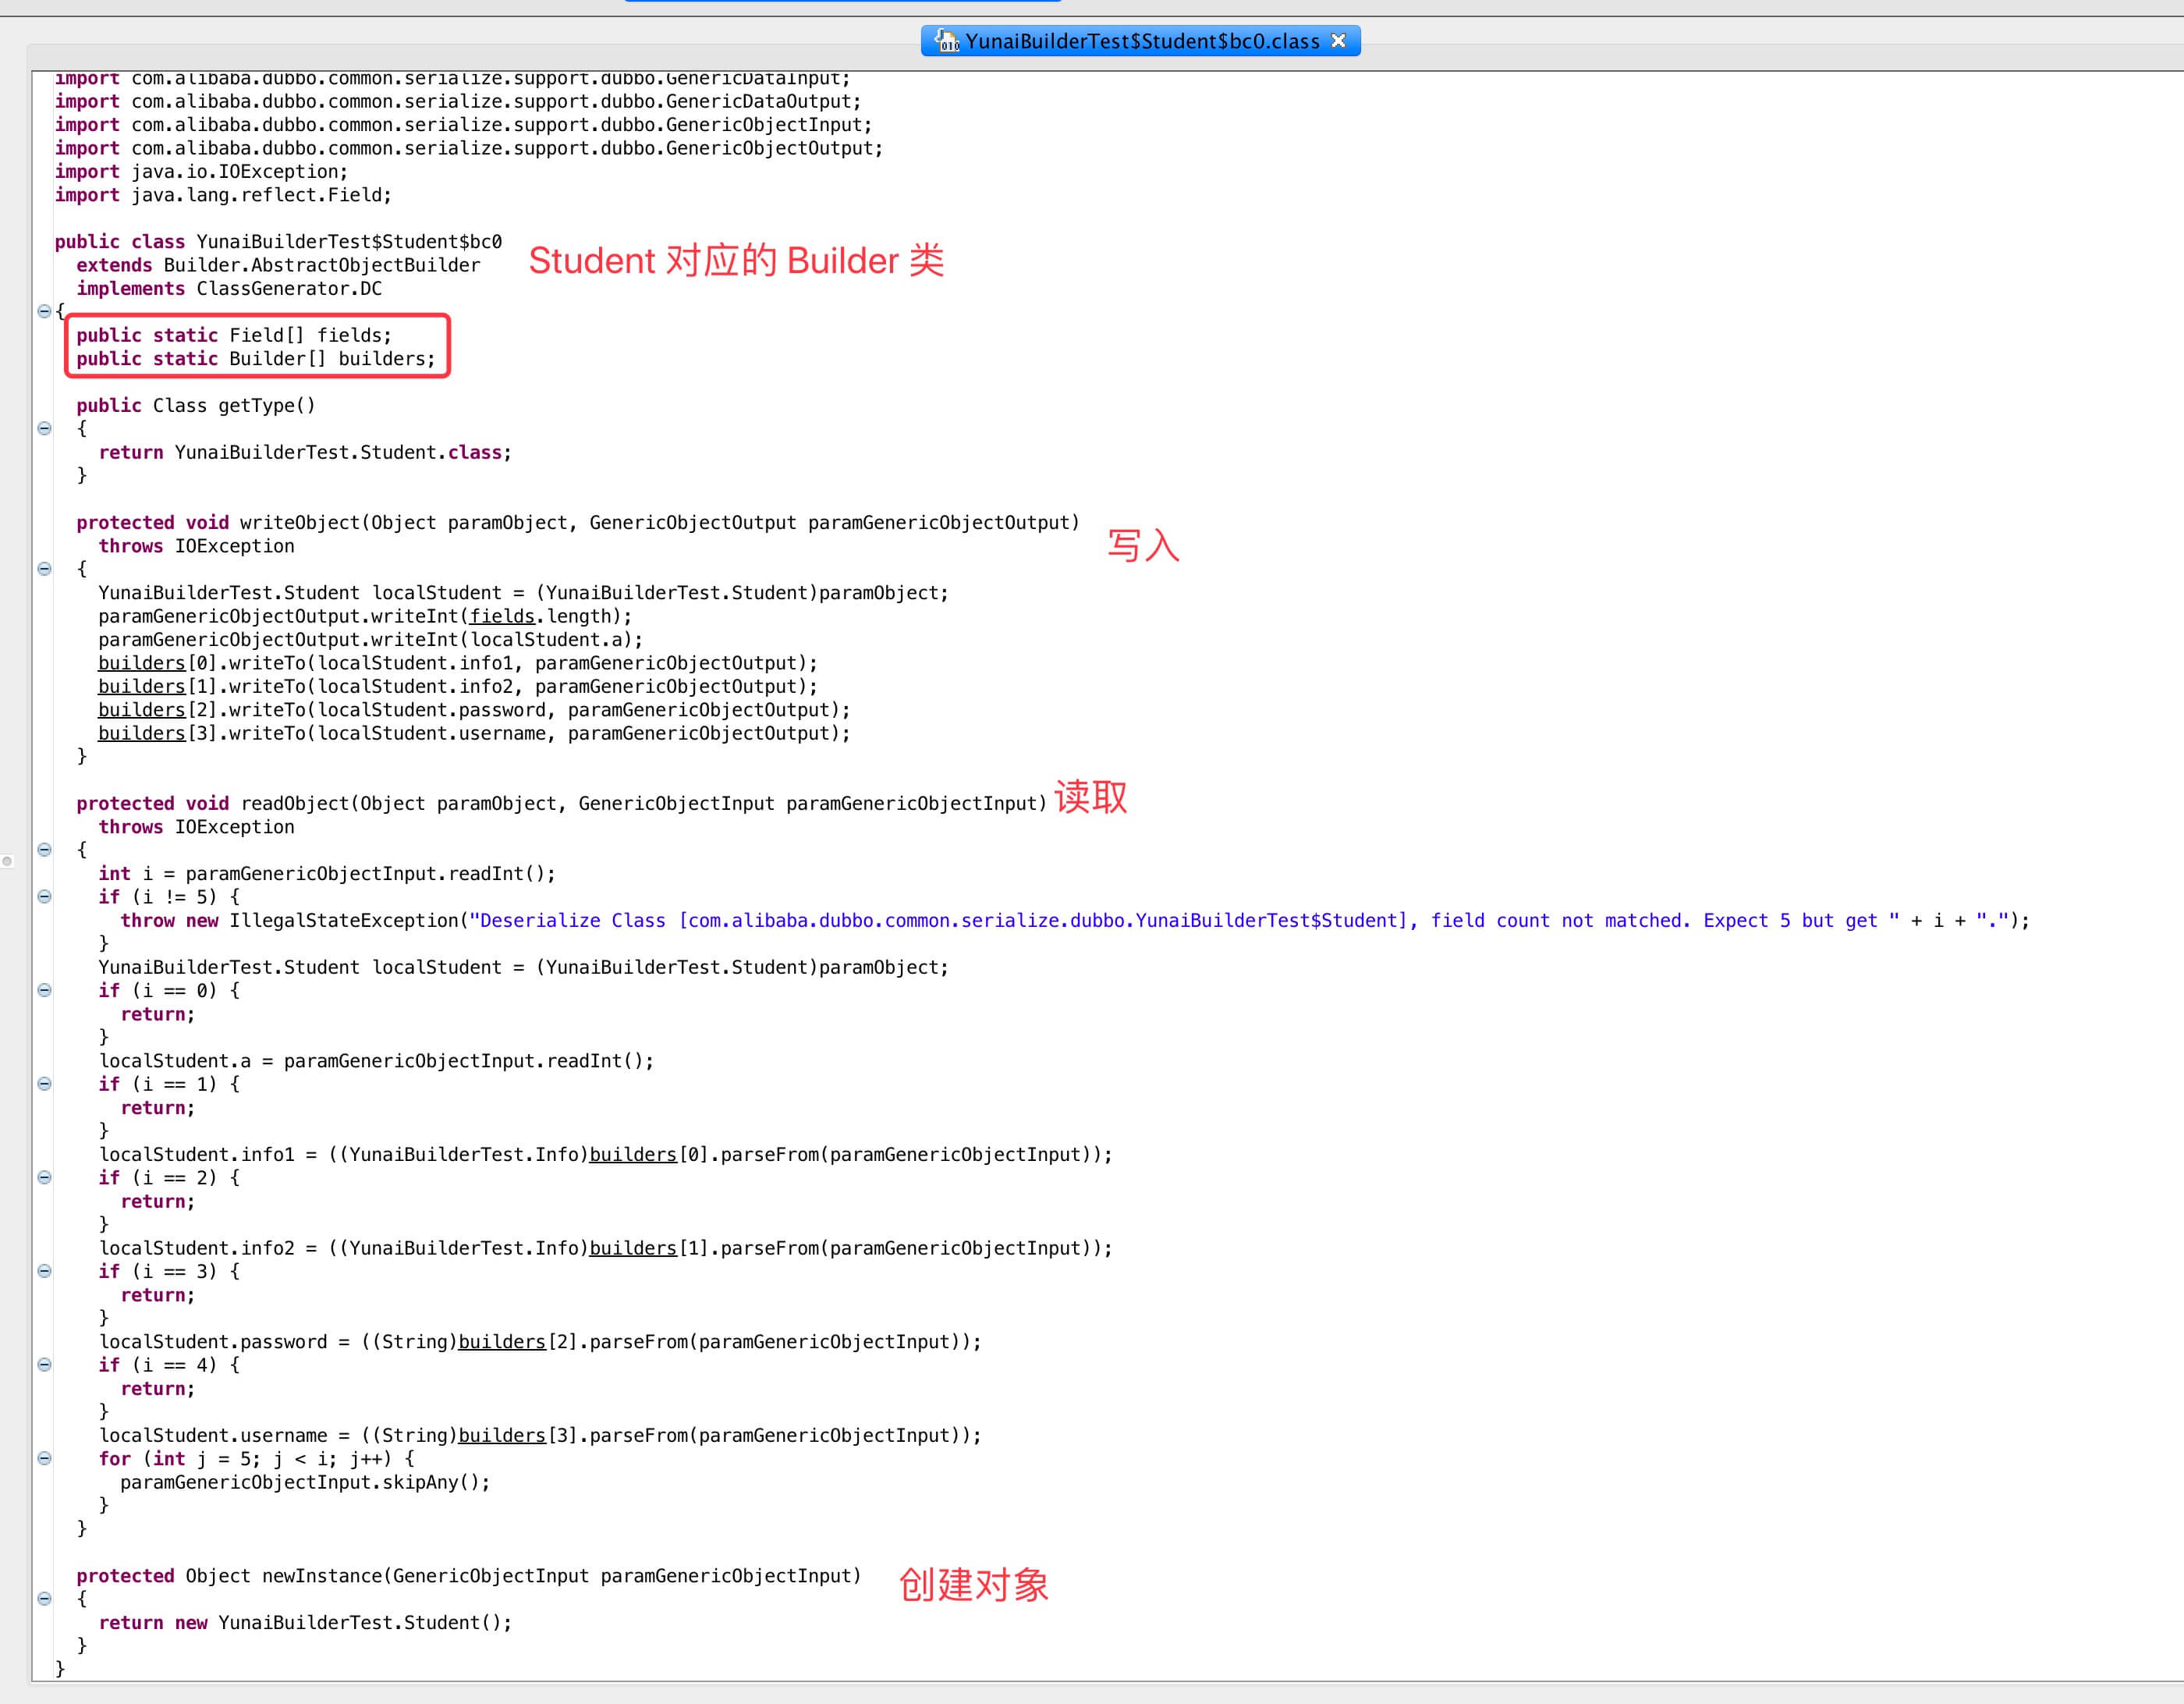 YunaiBuilderTest$Student$bc0.class
import com.alibaba.dubbo.common.serialize.support.dubbo.GenericDataInput;
import com.alibaba.dubbo.common.serialize.support.dubbo.GenericDataOutput;
import com.alibaba.dubbo.common.serialize.support.dubbo.GenericObjectInput;
import com.alibaba.dubbo.common.serialize.support.dubbo.GenericObjectOutput;
import java.io.IOException;
import java.lang.reflect.Field;
public class YunaiBuilderTest$Student$bc0
extends Builder.AbstractObjectBuilder
Student 对应的 Builder 类
implements ClassGenerator.DC
{
public static Field[] fields;
public static Builder[] builders;
public Class getType()
{
return YunaiBuilderTest.Student.class;
}
protected void writeObject(Object paramObject, GenericObjectOutput paramGenericObjectOutput)
throws IOException
写入
{
YunaiBuilderTest.Student localStudent = (YunaiBuilderTest.Student)paramObject;
paramGenericObjectOutput.writeInt(fields.length);
paramGenericObjectOutput.writeInt(localStudent.a);
builders[0].writeTo(localStudent.info1, paramGenericObjectOutput);
builders[1].writeTo(localStudent.info2, paramGenericObjectOutput);
builders[2].writeTo(localStudent.password, paramGenericObjectOutput);
builders[3].writeTo(localStudent.username, paramGenericObjectOutput);
}
protected void readObject(Object paramObject, GenericObjectInput paramGenericObjectInput) 读取
throws IOException
{
int i = paramGenericObjectInput.readInt();
if (i != 5) {
throw new IllegalStateException("Deserialize Class [com.alibaba.dubbo.common.serialize.dubbo.YunaiBuilderTest$Student], field count not matched. Expect 5 but get " + i + ".");
}
YunaiBuilderTest.Student localStudent = (YunaiBuilderTest.Student)paramObject;
if (i == 0) {
return;
}
localStudent.a = paramGenericObjectInput.readInt();
if (i == 1) {
return;
}
localStudent.info1 = ((YunaiBuilderTest.Info)builders[0].parseFrom(paramGenericObjectInput));
if (i == 2) {
return;
}
localStudent.info2 = ((YunaiBuilderTest.Info)builders[1].parseFrom(paramGenericObjectInput));
if (i == 3) {
return;
}
localStudent.password = ((String)builders[2].parseFrom(paramGenericObjectInput));
if (i == 4) {
return;
}
localStudent.username = ((String)builders[3].parseFrom(paramGenericObjectInput));
for (int j = 5; j < i; j++) {
paramGenericObjectInput.skipAny();
}
}
protected Object newInstance(GenericObjectInput paramGenericObjectInput) 创建对象
{
return new YunaiBuilderTest.Student();
}
}